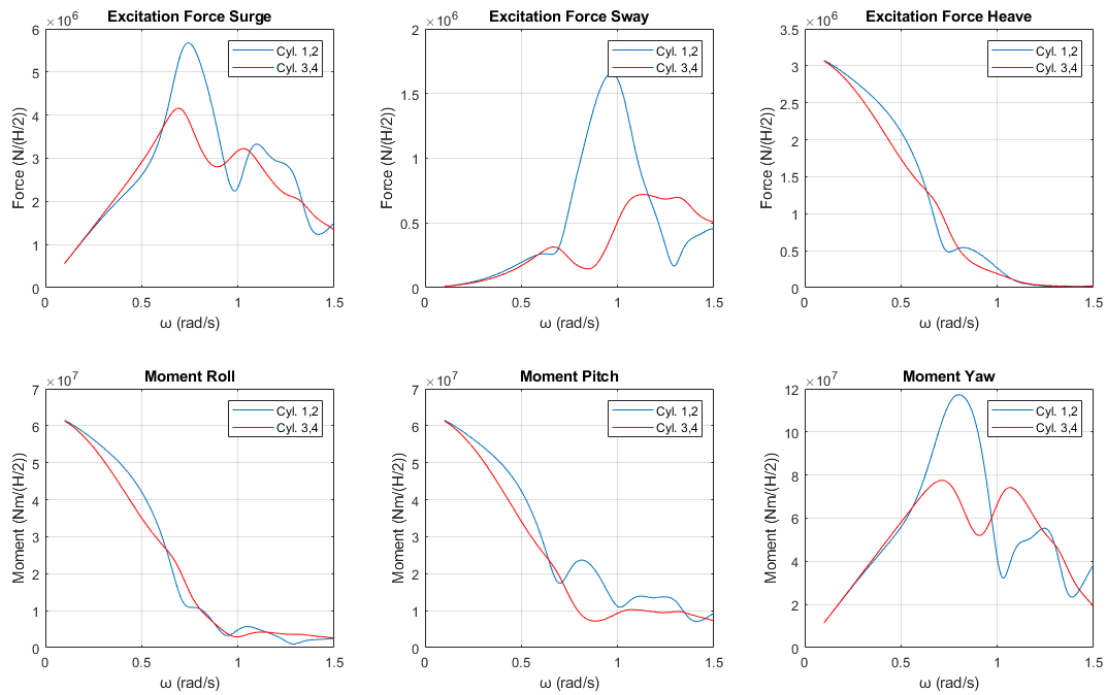 Excitation Force Surge
×10^6
Force (N/(H/2))
6
5
4
3
2
1
0
0 0.5 1 1.5
ω (rad/s)
Cyl. 1,2
Cyl. 3,4
Excitation Force Sway
×10^6
Force (N/(H/2))
2
1.5
1
0.5
0
0 0.5 1 1.5
ω (rad/s)
Cyl. 1,2
Cyl. 3,4
Excitation Force Heave
×10^6
Force (N/(H/2))
3.5
3
2.5
2
1.5
1
0.5
0
0 0.5 1 1.5
ω (rad/s)
Cyl. 1,2
Cyl. 3,4
Moment Roll
×10^7
Moment (Nm/(H/2))
7
6
5
4
3
2
1
0
0 0.5 1 1.5
ω (rad/s)
Cyl. 1,2
Cyl. 3,4
Moment Pitch
×10^7
Moment (Nm/(H/2))
7
6
5
4
3
2
1
0
0 0.5 1 1.5
ω (rad/s)
Cyl. 1,2
Cyl. 3,4
Moment Yaw
×10^7
Moment (Nm/(H/2))
12
10
8
6
4
2
0
0 0.5 1 1.5
ω (rad/s)
Cyl. 1,2
Cyl. 3,4